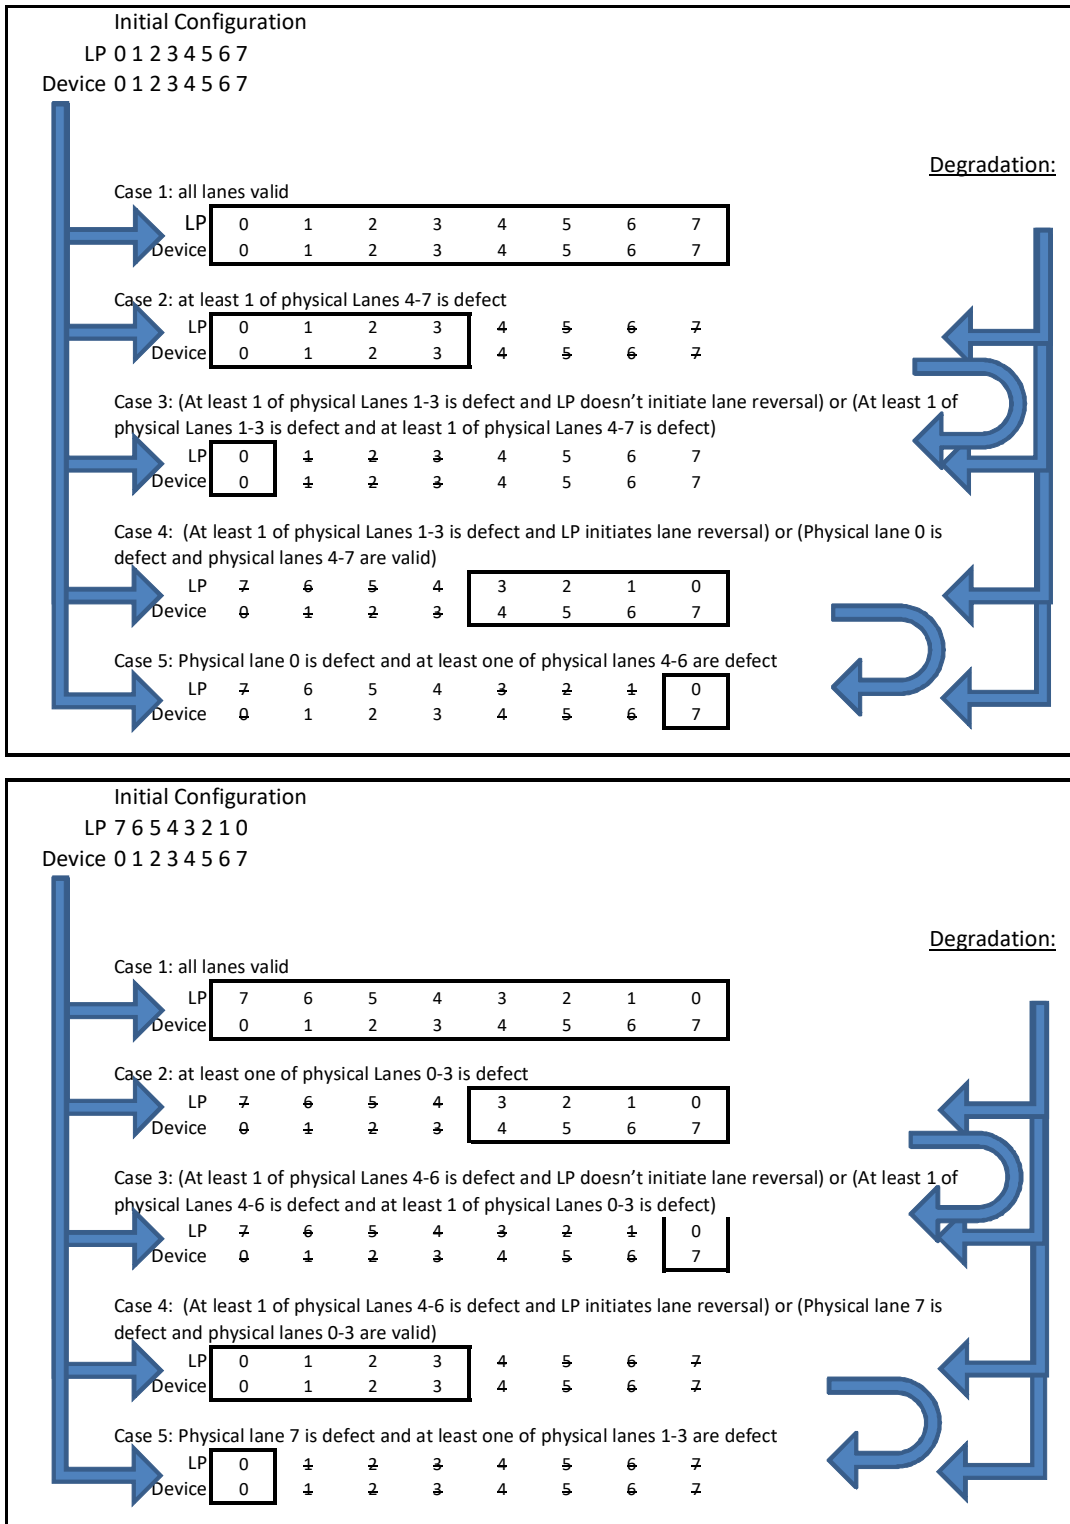 Initial Configuration
LP 0 1 2 3 4 5 6 7
Device 0 1 2 3 4 5 6 7
Degradation:
Case 1: all lanes valid
LP 0 1 2 3 4 5 6 7
Device 0 1 2 3 4 5 6 7
Case 2: at least 1 of physical Lanes 4-7 is defect
LP 0 1 2 3 4 5 6 7
Device 0 1 2 3 4 5 6 7
Case 3: (At least 1 of physical Lanes 1-3 is defect and LP doesn't initiate lane reversal) or (At least 1 of
physical Lanes 1-3 is defect and at least 1 of physical Lanes 4-7 is defect)
LP 0 1 2 3 4 5 6 7
Device 0 1 2 3 4 5 6 7
Case 4: (At least 1 of physical Lanes 1-3 is defect and LP initiates lane reversal) or (Physical lane 0 is
defect and physical lanes 4-7 are valid)
LP 7 6 5 4 3 2 1 0
Device 0 1 2 3 4 5 6 7
Case 5: Physical lane 0 is defect and at least one of physical lanes 4-6 are defect
LP 7 6 5 4 3 2 1 0
Device 0 1 2 3 4 5 6 7
Initial Configuration
LP 7 6 5 4 3 2 1 0
Device 0 1 2 3 4 5 6 7
Degradation:
Case 1: all lanes valid
LP 7 6 5 4 3 2 1 0
Device 0 1 2 3 4 5 6 7
Case 2: at least one of physical Lanes 0-3 is defect
LP 7 6 5 4 3 2 1 0
Device 0 1 2 3 4 5 6 7
Case 3: (At least 1 of physical Lanes 4-6 is defect and LP doesn't initiate lane reversal) or (At least 1 of
physical Lanes 4-6 is defect and at least 1 of physical Lanes 0-3 is defect)
LP 7 6 5 4 3 2 1 0
Device 0 1 2 3 4 5 6 7
Case 4: (At least 1 of physical Lanes 4-6 is defect and LP initiates lane reversal) or (Physical lane 7 is
defect and physical lanes 0-3 are valid)
LP 0 1 2 3 4 5 6 7
Device 0 1 2 3 4 5 6 7
Case 5: Physical lane 7 is defect and at least one of physical lanes 1-3 are defect
LP 0 1 2 3 4 5 6 7
Device 0 1 2 3 4 5 6 7